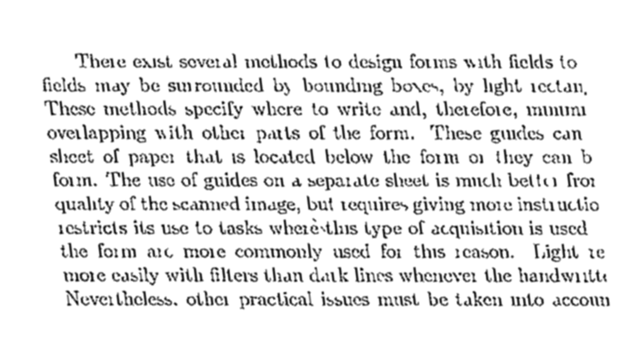 There exist several methods to design forms with fields to
fields may be surrounded by bounding boxes, by light rectan
These methods specify where to write and, therefore, minimi
overlapping with other parts of the form. These guides can
sheet of paper that is located below the form or they can b
form. The use of guides on a separate sheet is much better fro
quality of the scanned image, but requires giving more instructio
restricts its use to tasks where this type of acquisition is used
the form are more commonly used for this reason. Light re
more easily with filters than dark lines whenever the handwritte
Nevertheless, other practical issues must be taken into accoun